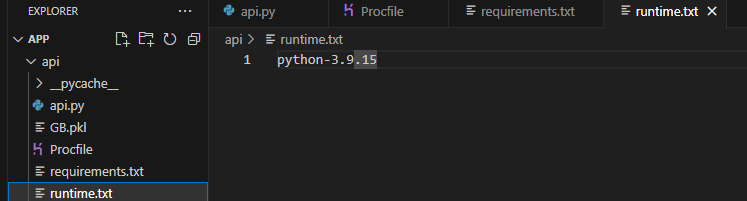 EXPLORER
APP
api
__pycache__
api.py
GB.pkl
Procfile
requirements.txt
runtime.txt
api.py
Procfile
requirements.txt
runtime.txt
api > runtime.txt
1 python-3.9.15